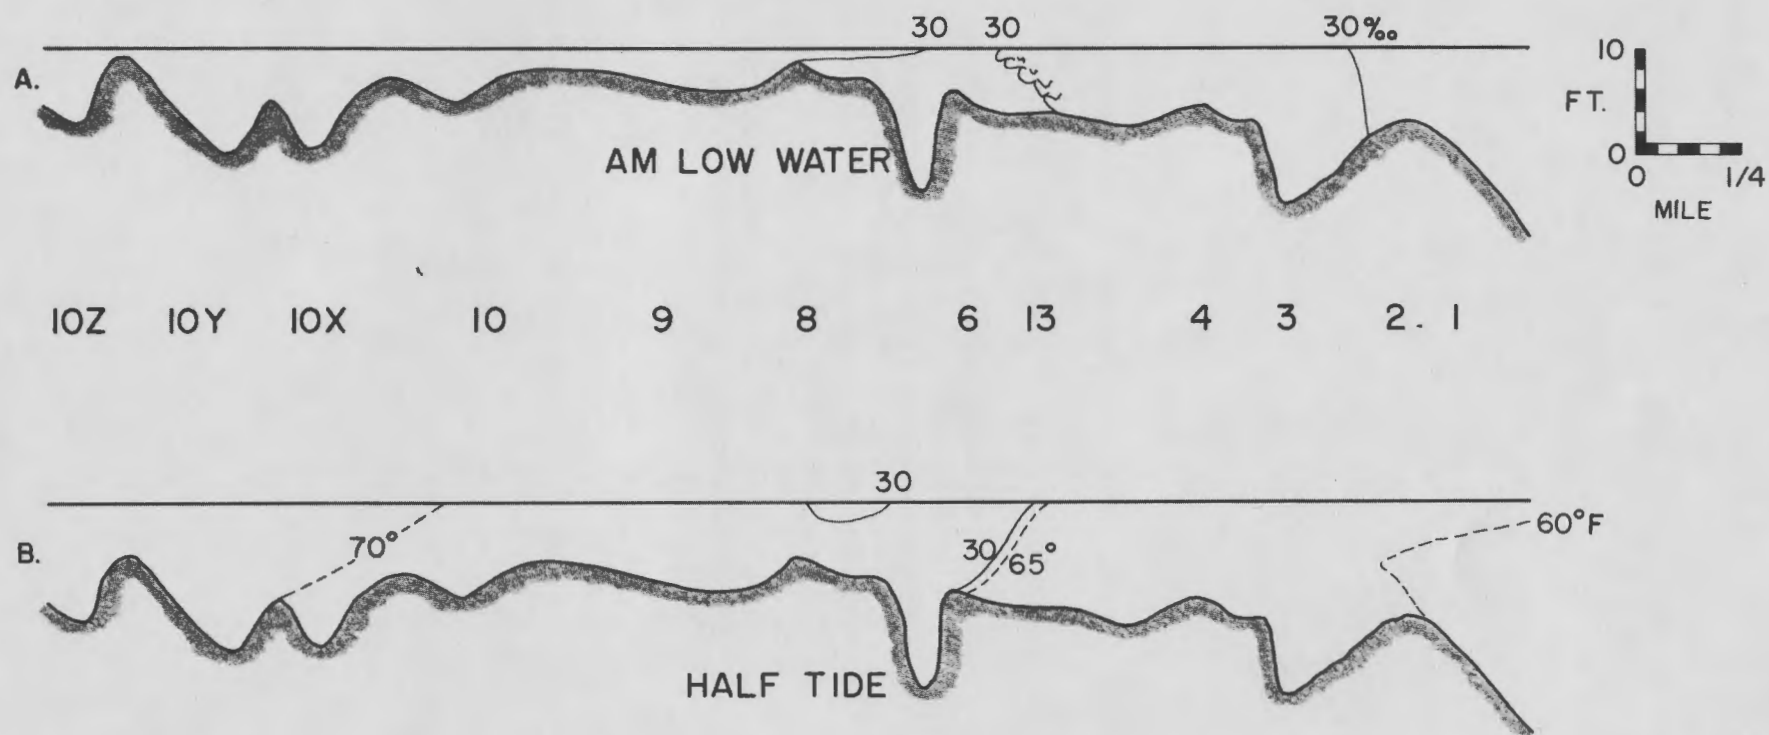 30 30 30‰
A.
10
FT.
0
0 1/4
MILE
AM LOW WATER
10Z 10Y 10X 10 9 8 6 13 4 3 2 . 1
30
B.
70°
30
65°
60°F
HALF TIDE